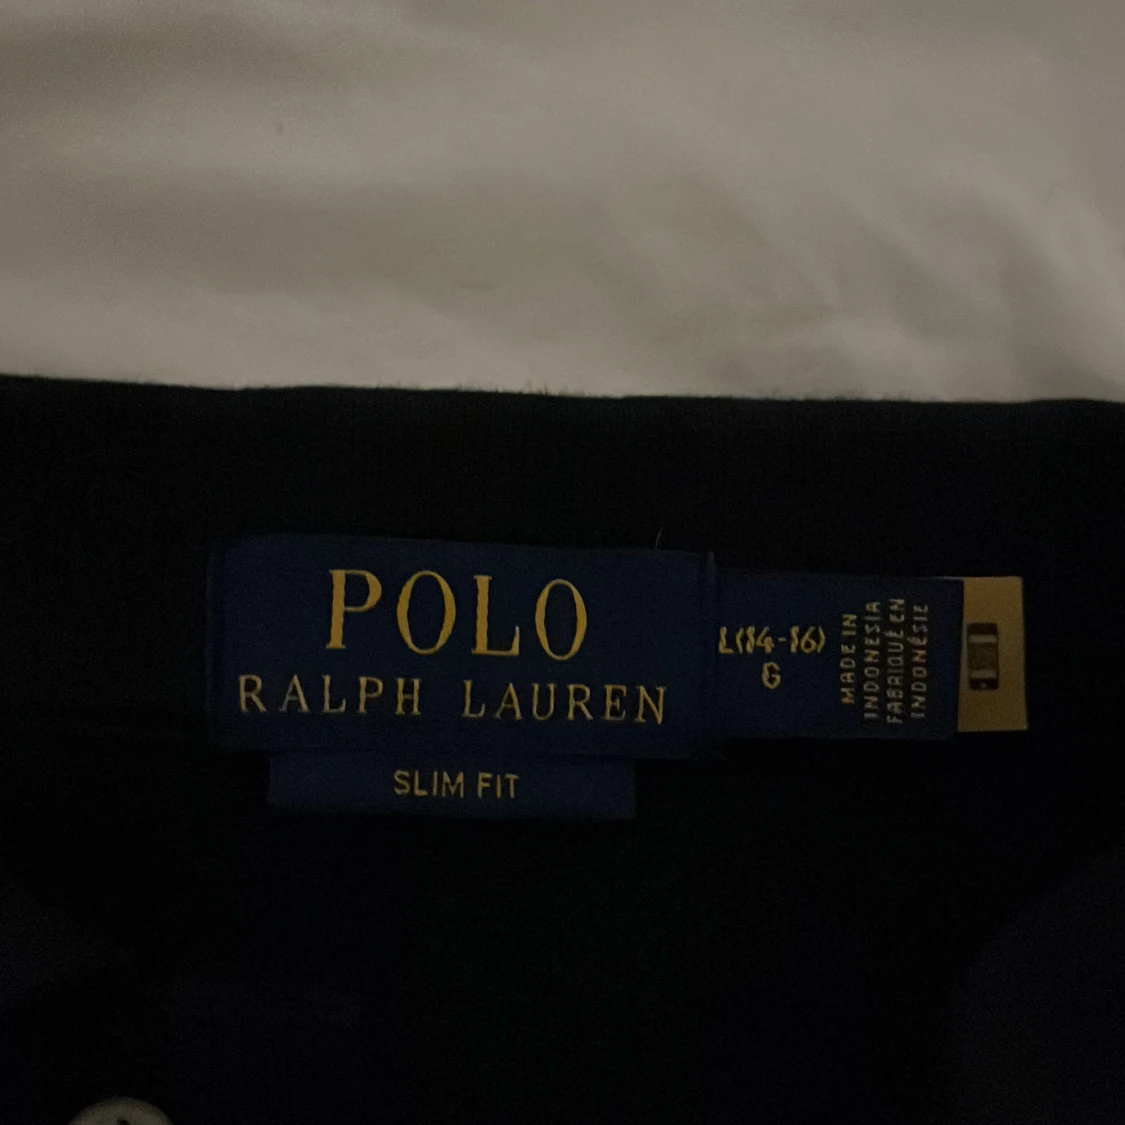 POLO
RALPH LAUREN
SLIM FIT
L(14-16)
G
MADE IN
INDONESIA
FABRIQUÉ EN
INDONÉSIE